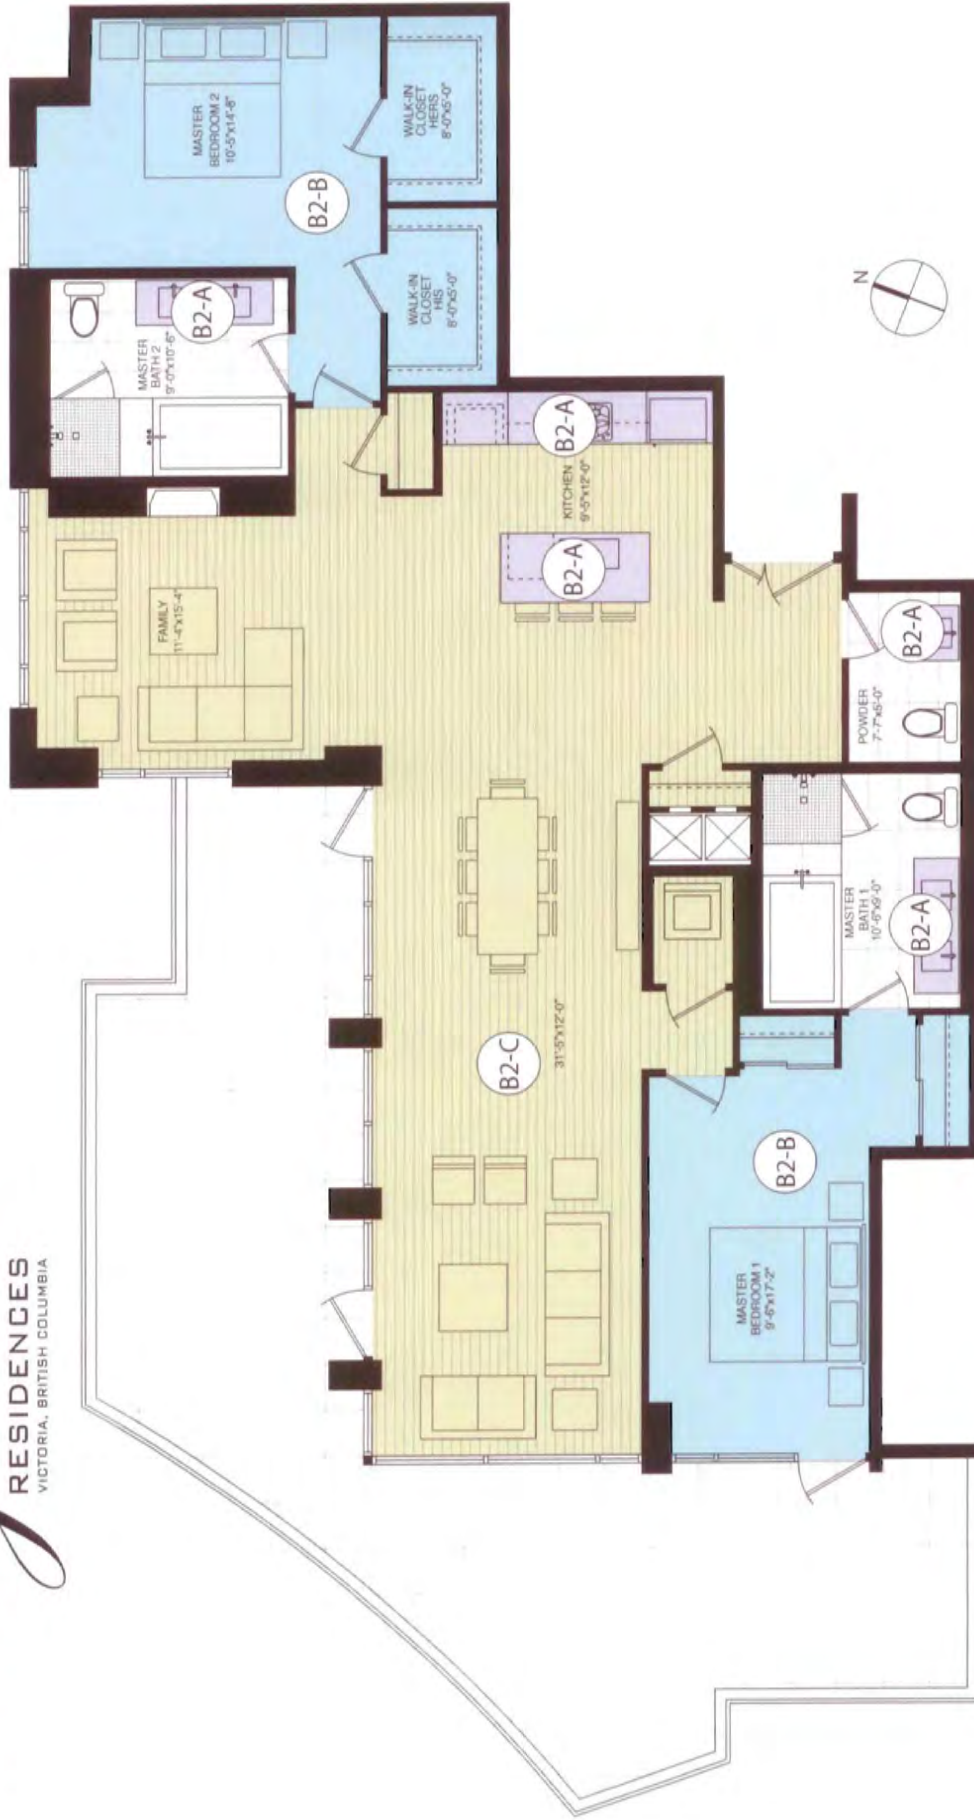 RESIDENCES
VICTORIA, BRITISH COLUMBIA
MASTER
BEDROOM 2
10'-5"x14'-8"
B2-B
WALK-IN
CLOSET
HERS
8'-0"x5'-0"
WALK-IN
CLOSET
HIS
8'-0"x5'-0"
MASTER
BATH 2
9'-0"x10'-6"
B2-A
FAMILY
11'-4"x15'-4"
KITCHEN
9'-5"x12'-0"
B2-A
B2-A
N
POWDER
7'-7"x5'-0"
B2-A
MASTER
BATH 1
10'-6"x9'-0"
B2-A
B2-C
31'-5"x12'-0"
B2-B
MASTER
BEDROOM 1
9'-6"x17'-2"